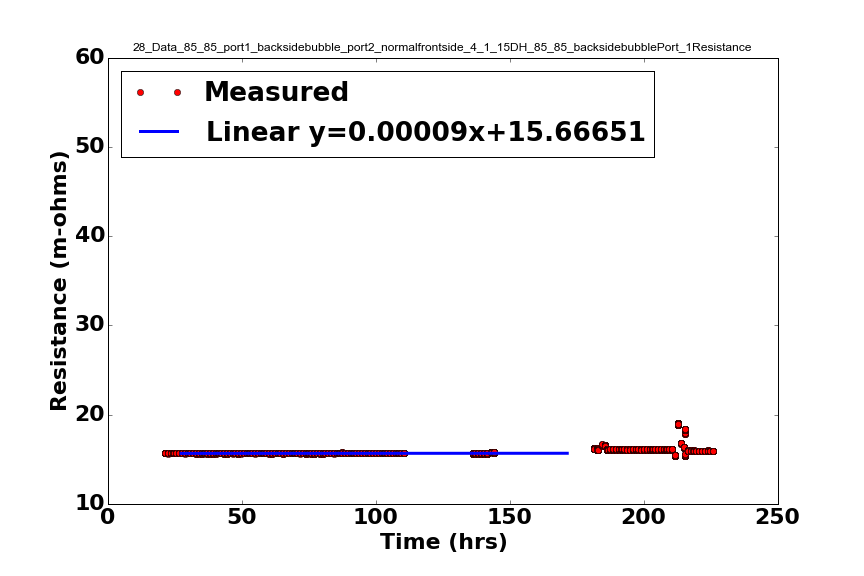 28_Data_85_85_port1_backsidebubble_port2_normalfrontside_4_1_15DH_85_85_backsidebubblePort_1Resistance
60
Measured
Linear y=0.00009x+15.66651
50
40
30
20
10
Resistance (m-ohms)
0 50 100 150 200 250
Time (hrs)